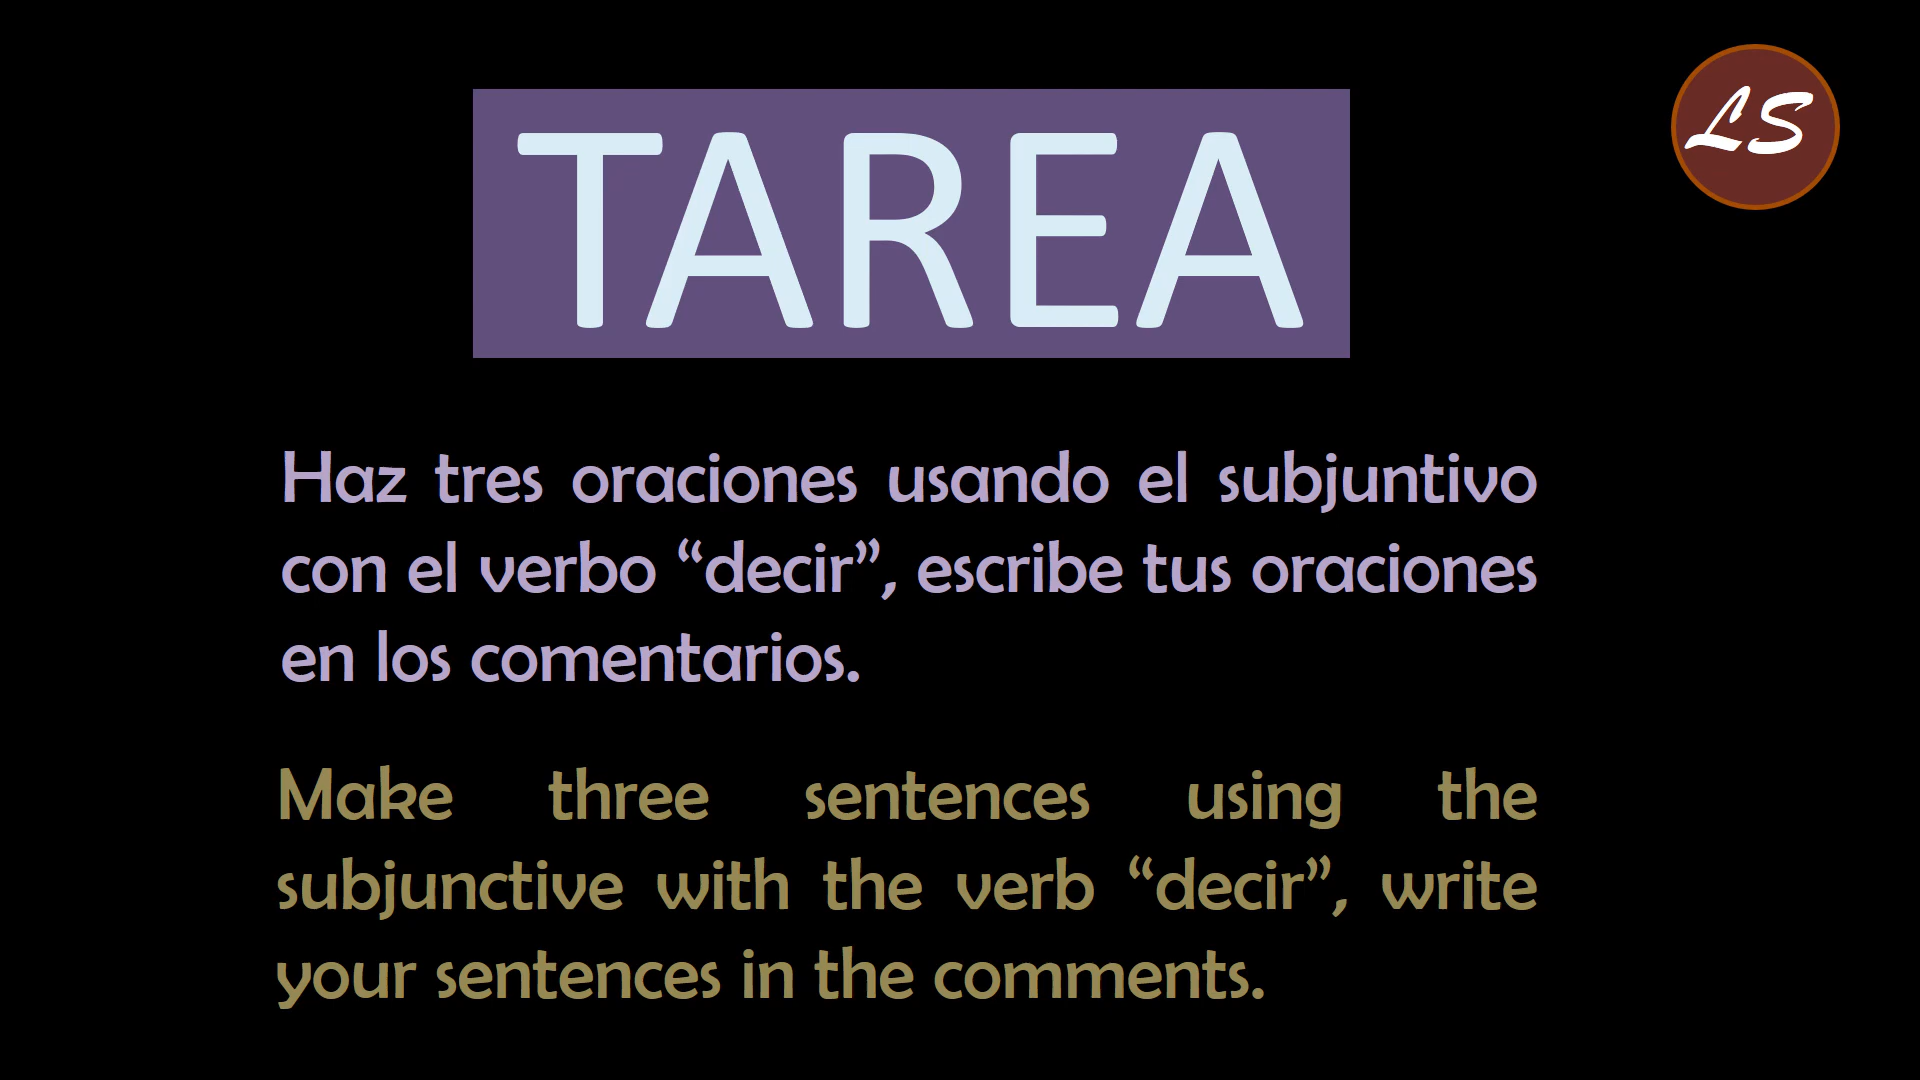 TAREA
LS
Haz tres oraciones usando el subjuntivo
con el verbo “decir”, escribe tus oraciones
en los comentarios.
Make three sentences using the
subjunctive with the verb “decir”, write
your sentences in the comments.